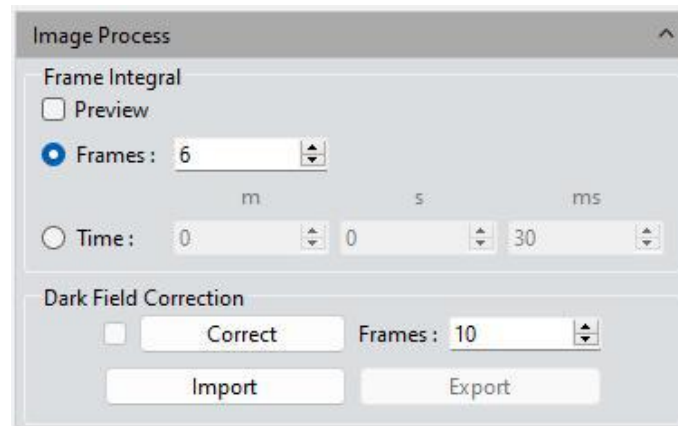 Image Process
Frame Integral
Preview
Frames : 6
m s ms
Time : 0 0 30
Dark Field Correction
Correct Frames : 10
Import Export